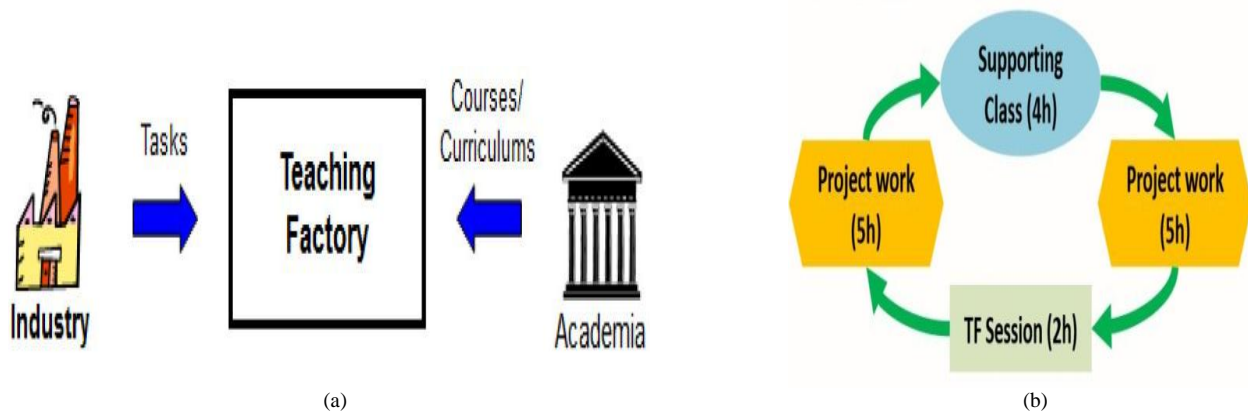 Industry
Tasks
Teaching
Factory
Courses/
Curriculums
Academia
(a)
Supporting
Class (4h)
Project work
(5h)
Project work
(5h)
TF Session (2h)
(b)